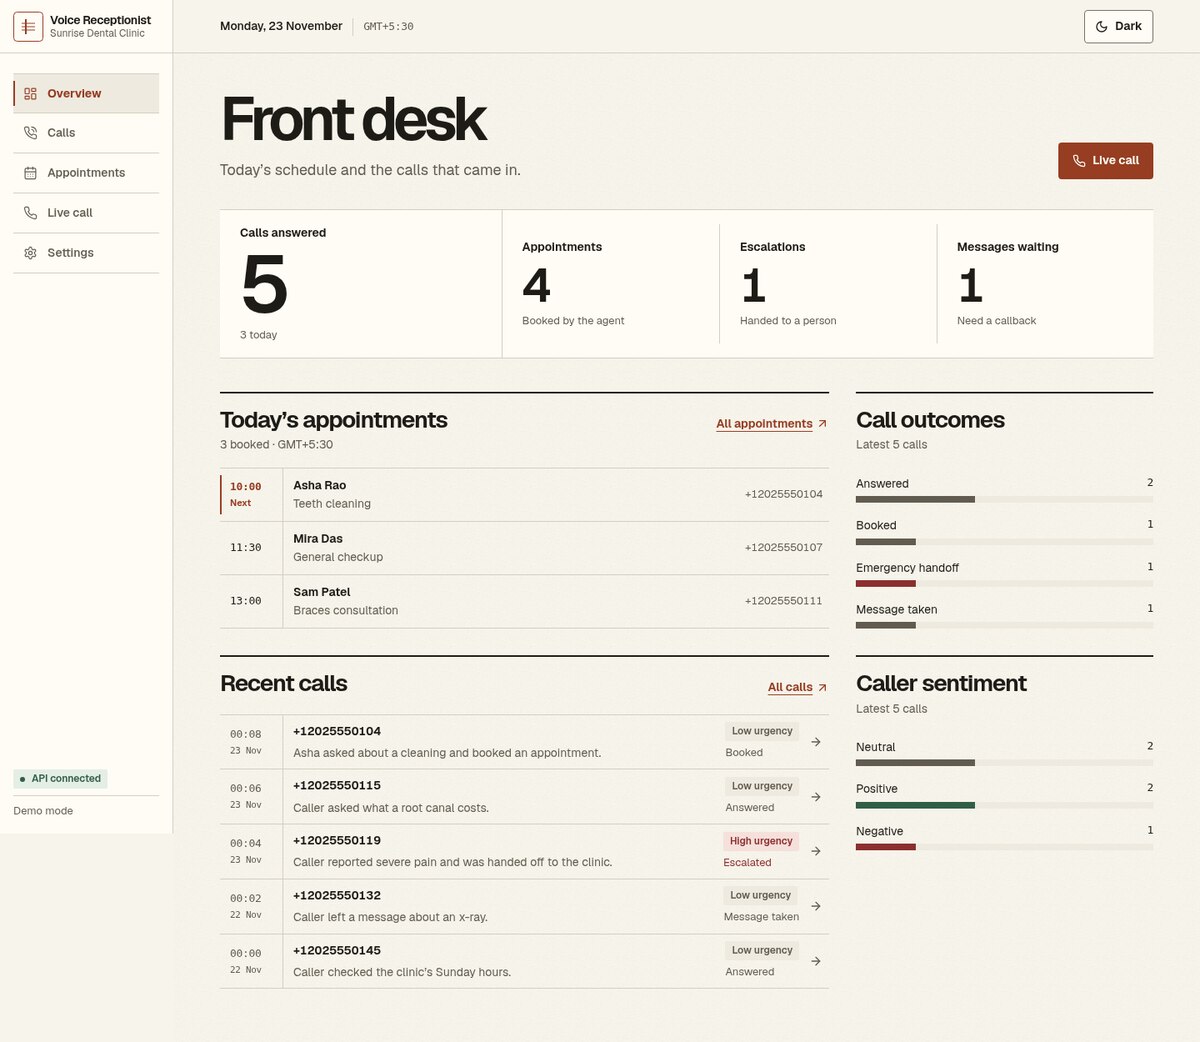 Voice Receptionist
Sunrise Dental Clinic
Monday, 23 November
GMT+5:30
Dark
Overview
Calls
Appointments
Live call
Settings
API connected
Demo mode
Front desk
Today’s schedule and the calls that came in.
Live call
Calls answered
5
3 today
Appointments
4
Booked by the agent
Escalations
1
Handed to a person
Messages waiting
1
Need a callback
Today’s appointments
3 booked · GMT+5:30
All appointments
10:00
Next
Asha Rao
Teeth cleaning
+12025550104
11:30
Mira Das
General checkup
+12025550107
13:00
Sam Patel
Braces consultation
+12025550111
Call outcomes
Latest 5 calls
Answered 2
Booked 1
Emergency handoff 1
Message taken 1
Recent calls
All calls
00:08
23 Nov
+12025550104
Asha asked about a cleaning and booked an appointment.
Low urgency
Booked
00:06
23 Nov
+12025550115
Caller asked what a root canal costs.
Low urgency
Answered
00:04
23 Nov
+12025550119
Caller reported severe pain and was handed off to the clinic.
High urgency
Escalated
00:02
22 Nov
+12025550132
Caller left a message about an x-ray.
Low urgency
Message taken
00:00
22 Nov
+12025550145
Caller checked the clinic’s Sunday hours.
Low urgency
Answered
Caller sentiment
Latest 5 calls
Neutral 2
Positive 2
Negative 1